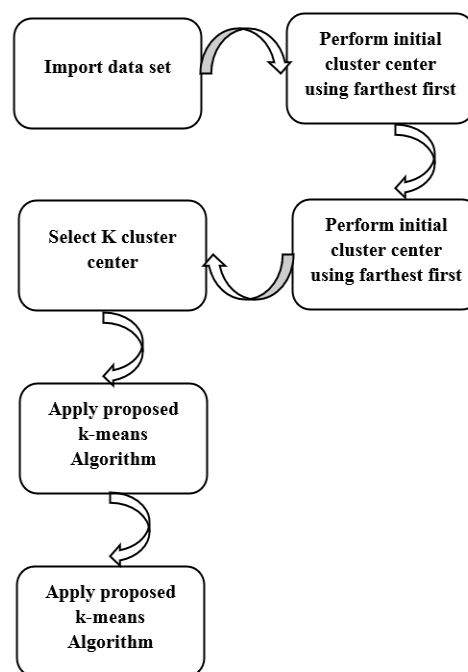 Import data set
Perform initial
cluster center
using farthest first
Perform initial
cluster center
using farthest first
Select K cluster
center
Apply proposed
k-means
Algorithm
Apply proposed
k-means
Algorithm